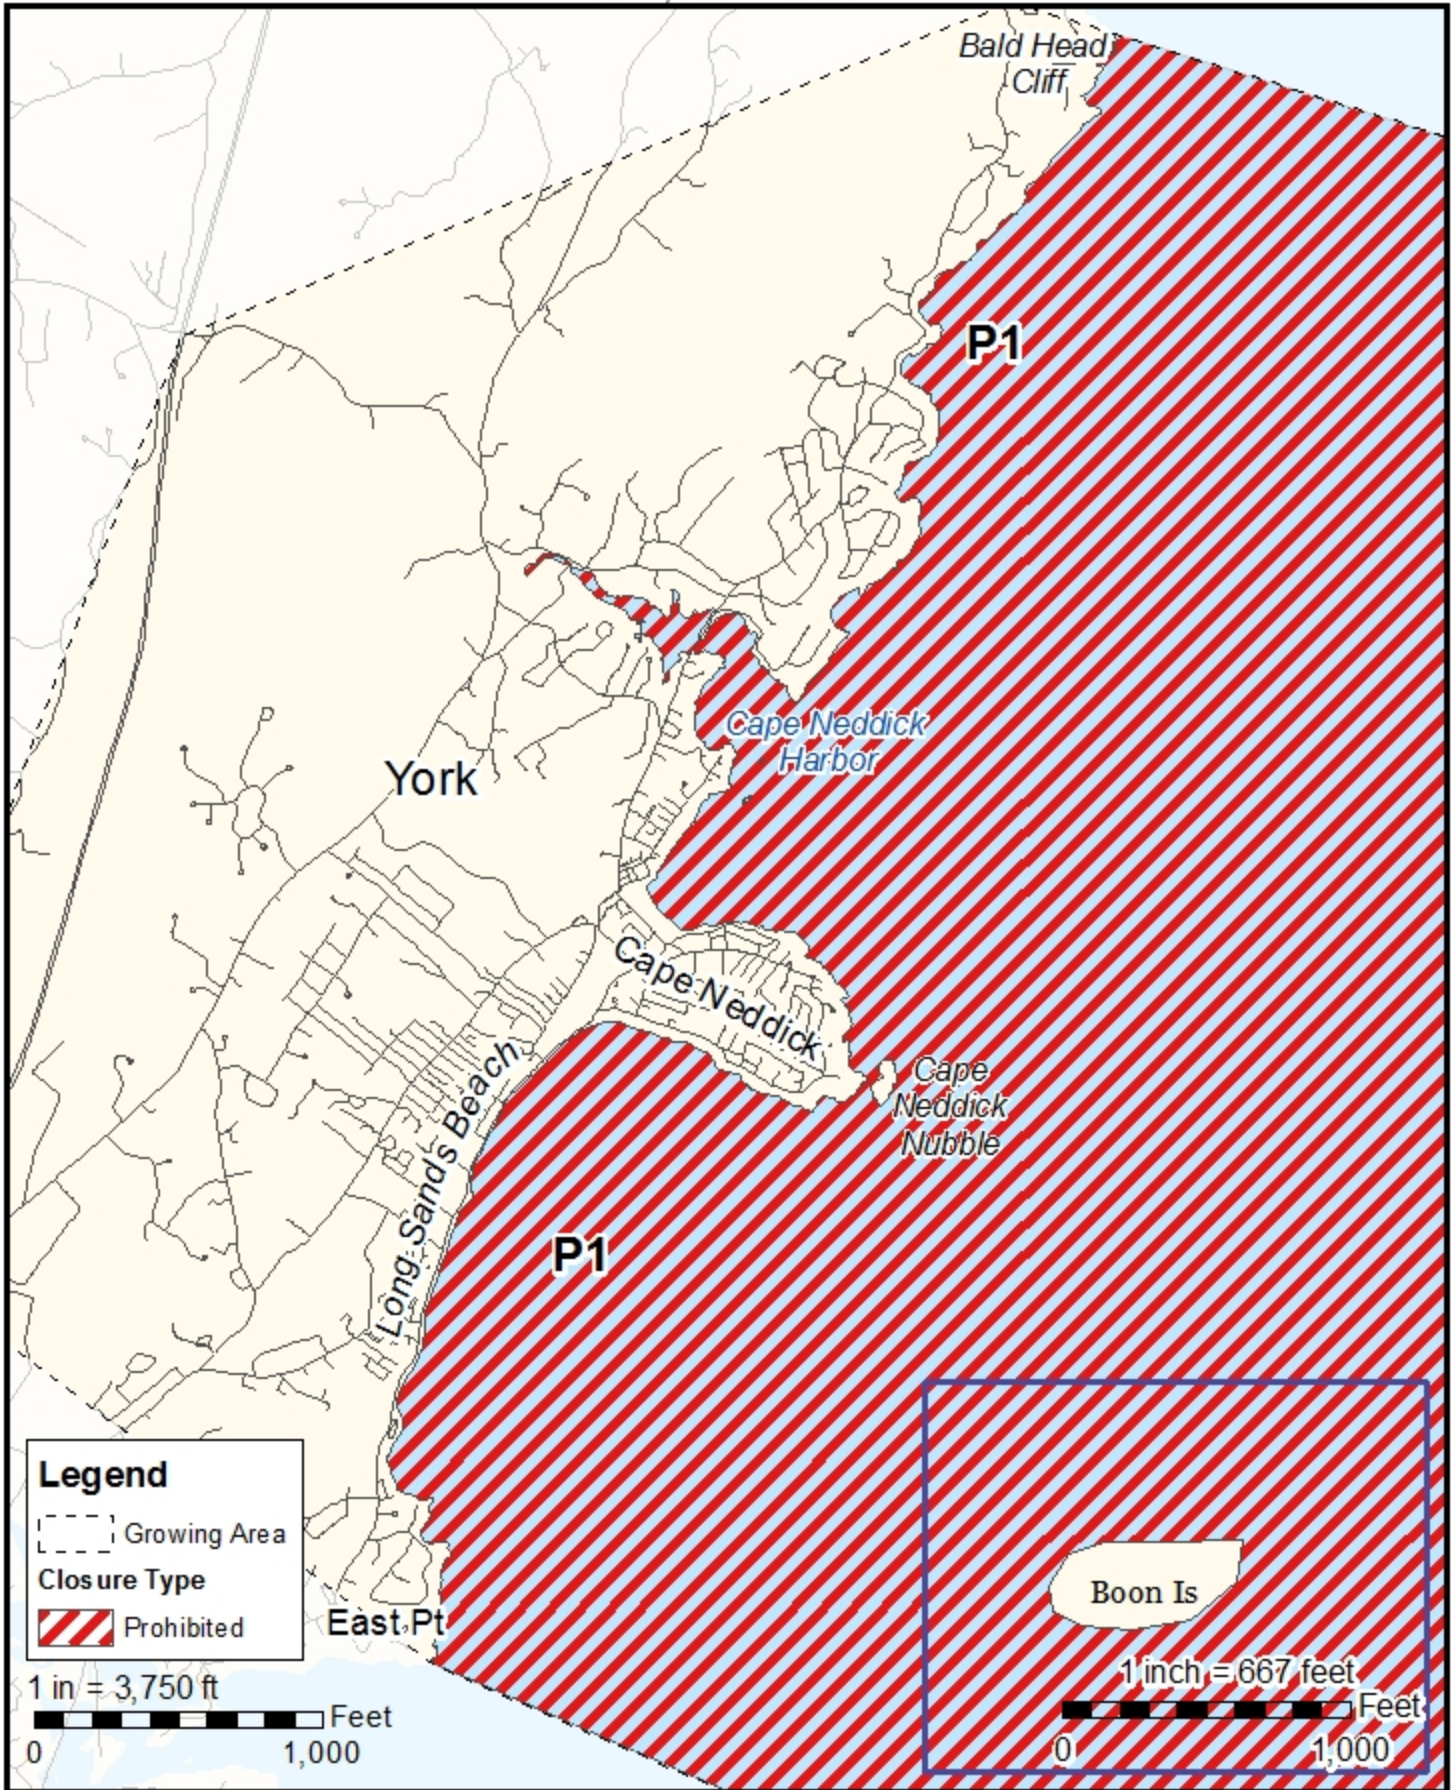 Bald Head
Cliff
P1
Cape Neddick
Harbor
York
Cape Neddick
Cape
Neddick
Nubble
Long Sands Beach
P1
Legend
Growing Area
Closure Type
Prohibited
East Pt
1 in = 3,750 ft
Feet
0 1,000
Boon Is
1 inch = 667 feet
Feet
0 1,000